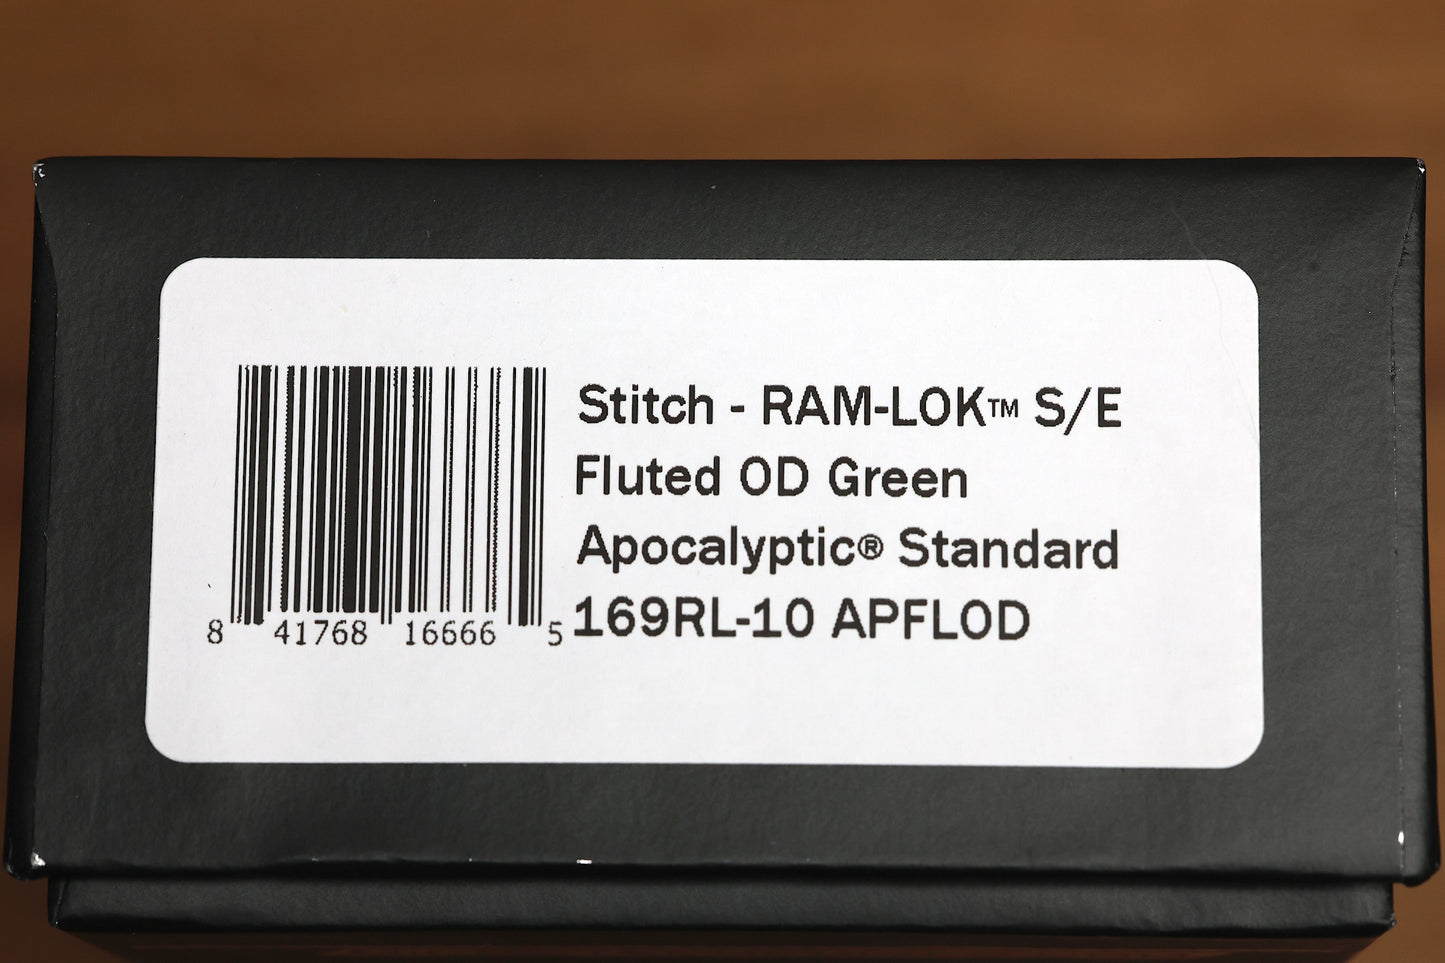 Stitch - RAM-LOK™ S/E
Fluted OD Green
Apocalyptic® Standard
169RL-10 APFLOD
8 41768 16666 5